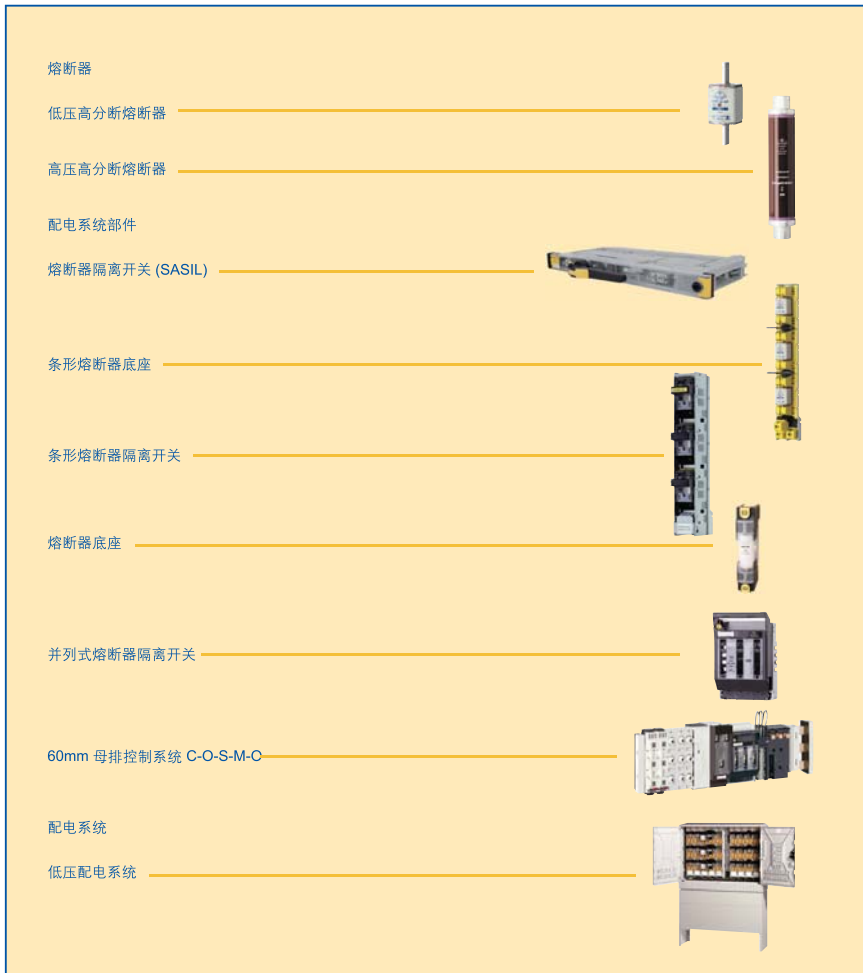 熔断器
低压高分断熔断器
高压高分断熔断器
配电系统部件
熔断器隔离开关 (SASIL)
条形熔断器底座
条形熔断器隔离开关
熔断器底座
并列式熔断器隔离开关
60mm 母排控制系统 C-O-S-M-O
配电系统
低压配电系统